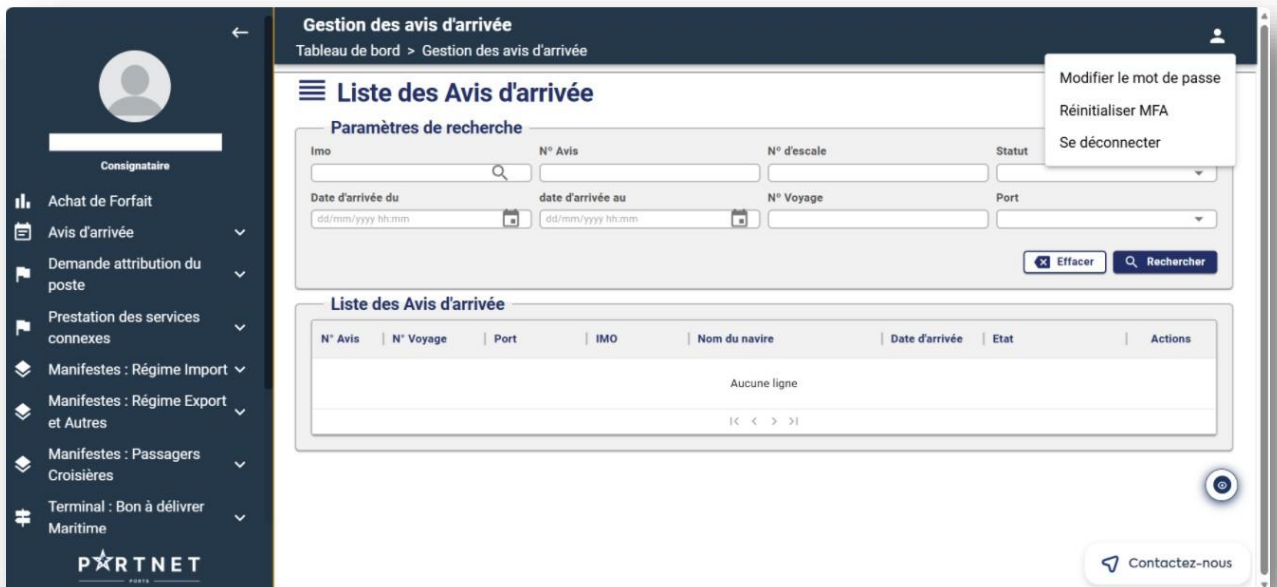 Gestion des avis d'arrivée
Tableau de bord > Gestion des avis d'arrivée
Modifier le mot de passe
Réinitialiser MFA
Se déconnecter
Consignataire
Achat de Forfait
Avis d'arrivée
Demande attribution du
poste
Prestation des services
connexes
Manifestes : Régime Import
Manifestes : Régime Export
et Autres
Manifestes : Passagers
Croisières
Terminal : Bon à délivrer
Maritime
PORTNET
PORTS
Liste des Avis d'arrivée
Paramètres de recherche
Imo N° Avis N° d'escale Statut
Date d'arrivée du date d'arrivée au N° Voyage Port
dd/mm/yyyy hh:mm dd/mm/yyyy hh:mm
Effacer Rechercher
Liste des Avis d'arrivée
N° Avis N° Voyage Port IMO Nom du navire Date d'arrivée Etat Actions
Aucune ligne
Contactez-nous